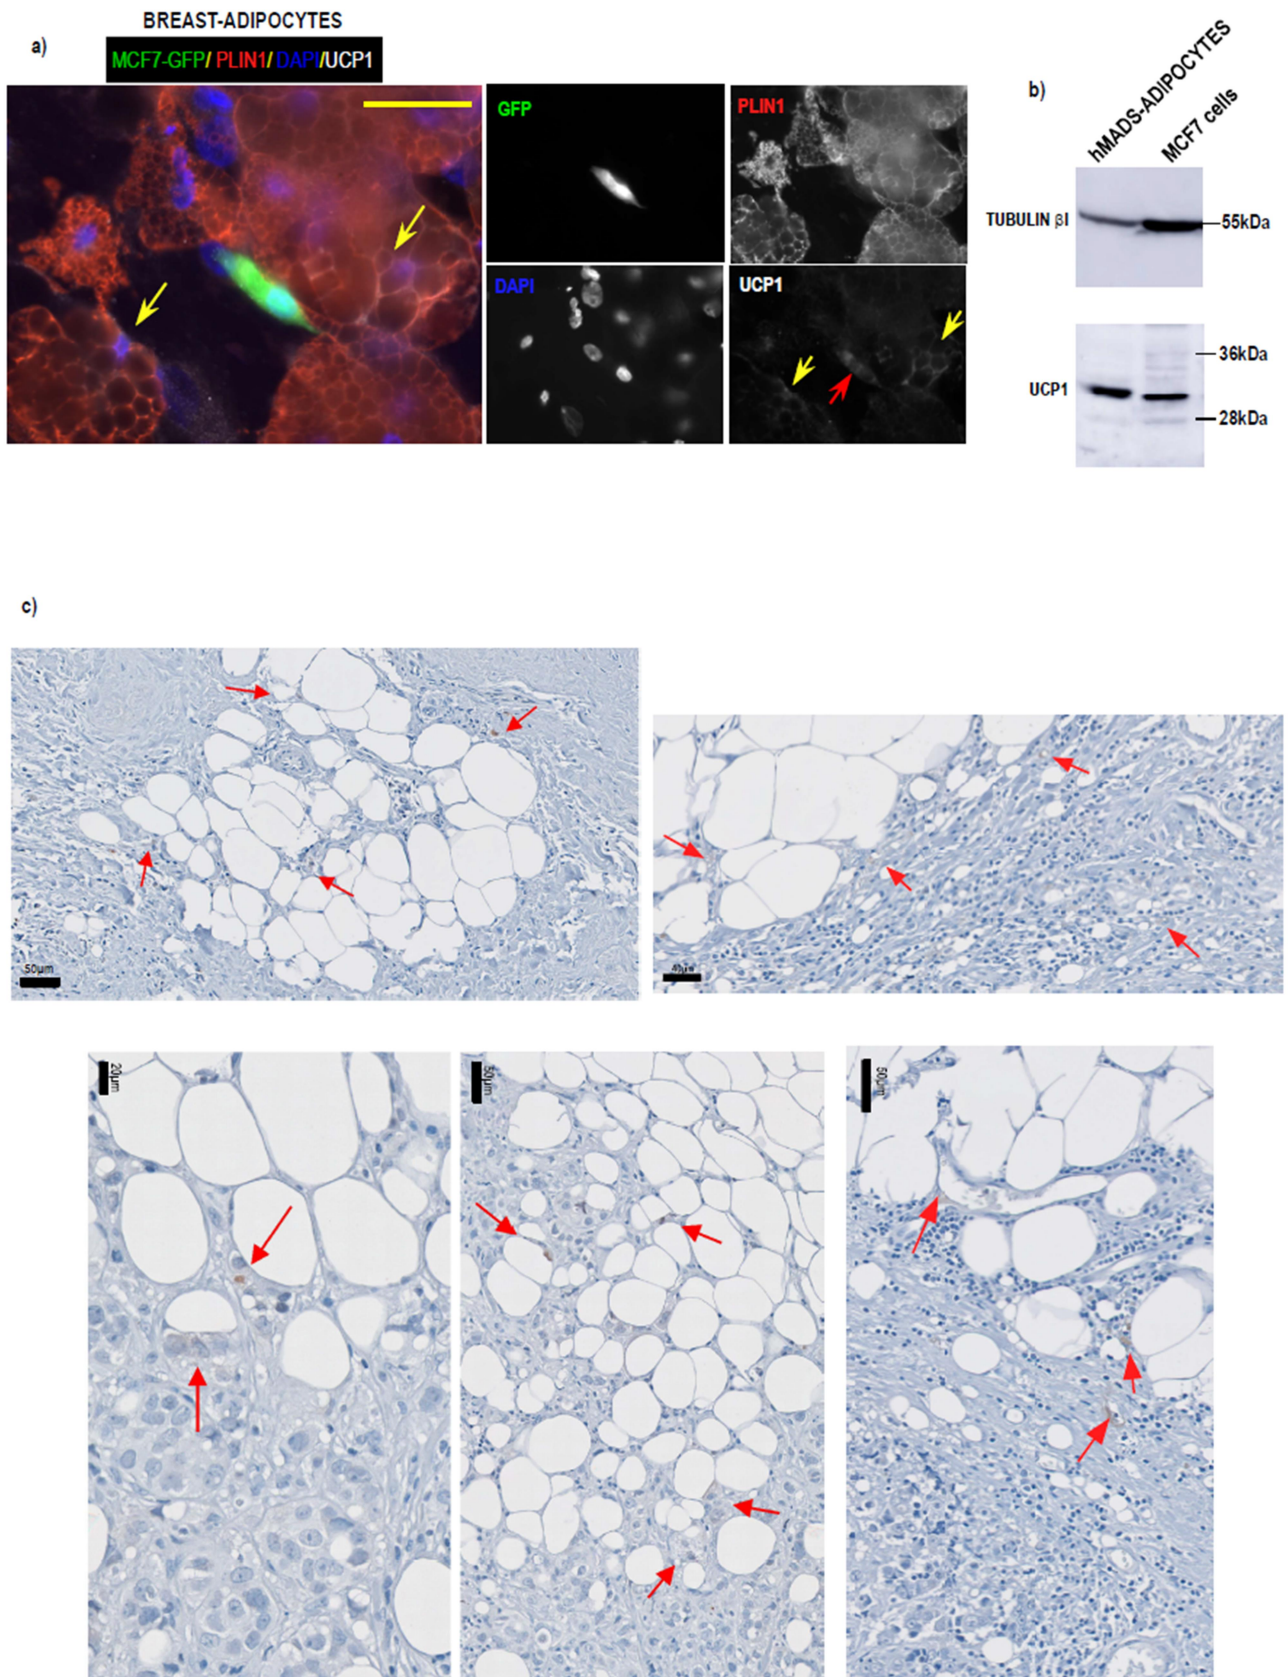 BREAST-ADIPOCYTES
a)
MCF7-GFP/ PLIN1/ DAPI/UCP1
GFP
PLIN1
DAPI
UCP1
b)
hMADS-ADIPOCYTES
MCF7 cells
TUBULIN βI
55kDa
36kDa
UCP1
28kDa
c)
50µm
40µm
20µm
50µm
50µm